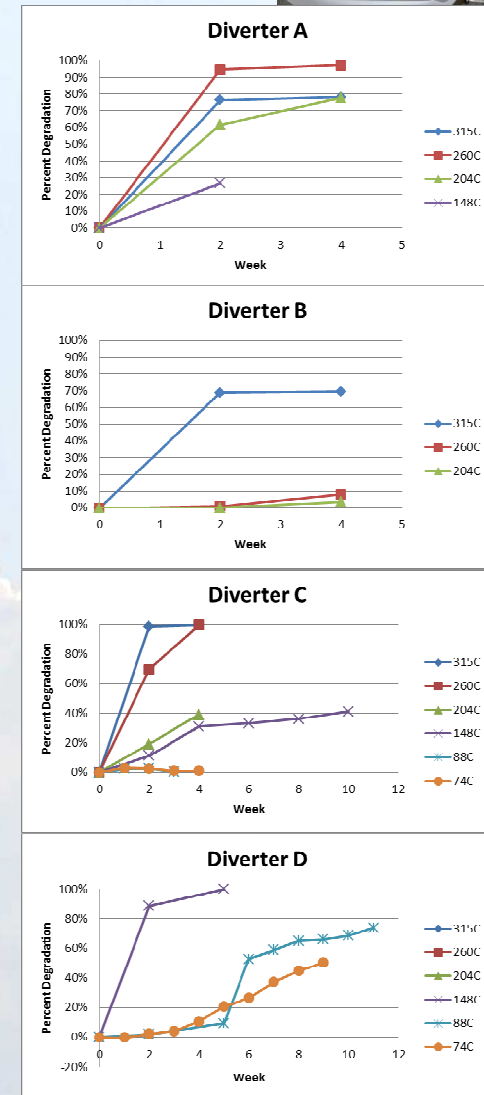 Diverter A
Percent Degradation
100%
90%
80%
70%
60%
50%
40%
30%
20%
10%
0%
0 1 2 3 4 5
Week
315C
260C
204C
148C
Diverter B
Percent Degradation
100%
90%
80%
70%
60%
50%
40%
30%
20%
10%
0%
0 1 2 3 4 5
Week
315C
260C
204C
Diverter C
Percent Degradation
100%
80%
60%
40%
20%
0%
0 2 4 6 8 10 12
Week
315C
260C
204C
148C
88C
74C
Diverter D
Percent Degradation
100%
80%
60%
40%
20%
0%
-20%
0 2 4 6 8 10 12
Week
315C
260C
204C
148C
88C
74C